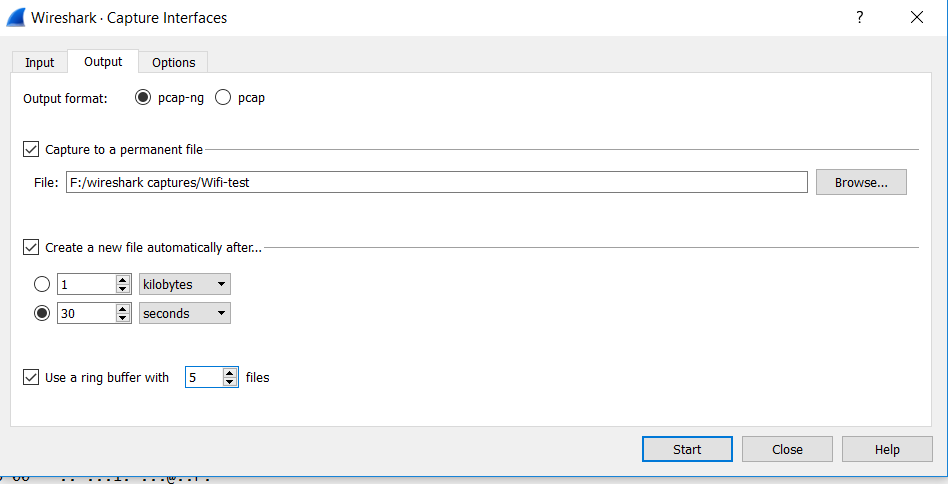 Wireshark · Capture Interfaces
?
Input Output Options
Output format: pcap-ng pcap
Capture to a permanent file
File: F:/wireshark captures/Wifi-test Browse...
Create a new file automatically after...
1 kilobytes
30 seconds
Use a ring buffer with 5 files
Start Close Help